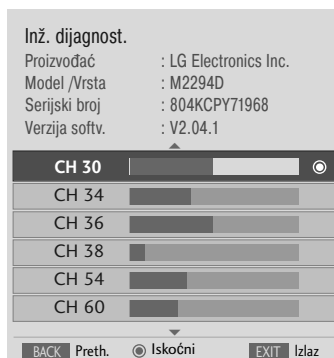 Inž. dijagnost.
Proizvođač : LG Electronics Inc.
Model /Vrsta : M2294D
Serijski broj : 804KCPY71968
Verzija softv. : V2.04.1
CH 30
CH 34
CH 36
CH 38
CH 54
CH 60
BACK Preth. Iskoćni EXIT Izlaz